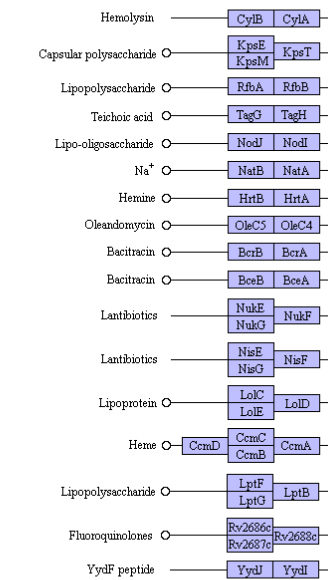 Hemolysin CylB CylA
Capsular polysaccharide KpsE KpsM KpsT
Lipopolysaccharide RfbA RfbB
Teichoic acid TagG TagH
Lipo-oligosaccharide NodJ NodI
Na+ NatB NatA
Hemine HrtB HrtA
Oleandomycin OleC5 OleC4
Bacitracin BcrB BcrA
Bacitracin BceB BceA
Lantibiotics NukE NukG NukF
Lantibiotics NisE NisG NisF
Lipoprotein LolC LolE LolD
Heme CcmD CcmC CcmB CcmA
Lipopolysaccharide LptF LptG LptB
Fluoroquinolones Rv2686c Rv2687c Rv2688c
YydF peptide YydJ YydI